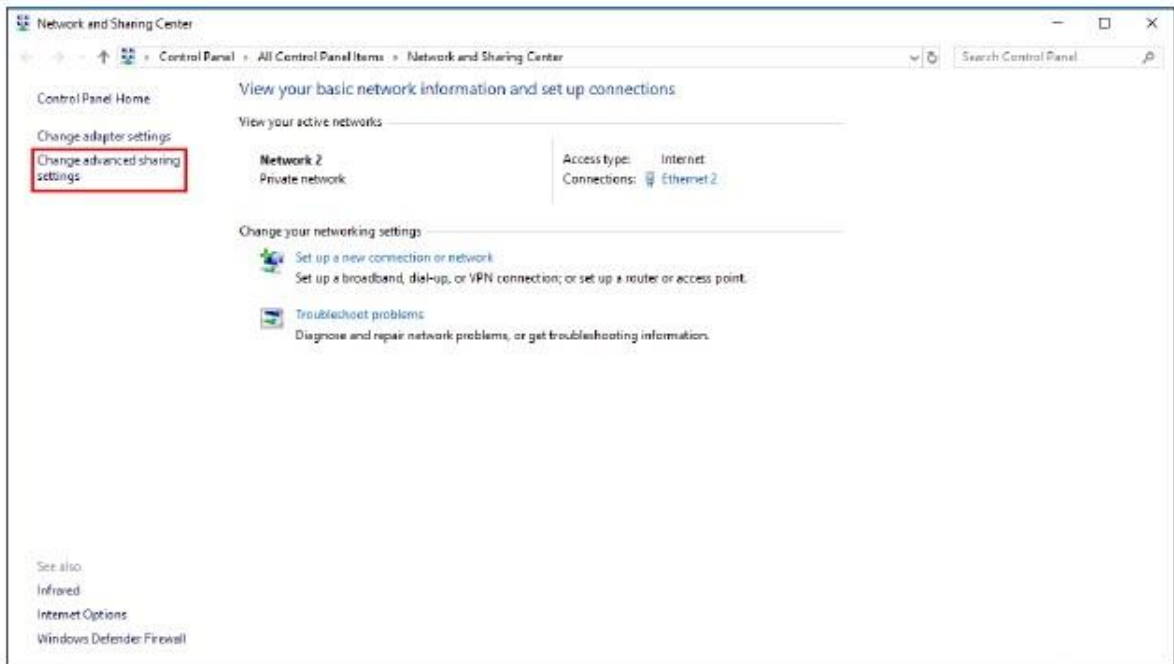 Network and Sharing Center
Control Panel › All Control Panel Items › Network and Sharing Center
Search Control Panel
Control Panel Home
Change adapter settings
Change advanced sharing
settings
View your basic network information and set up connections
View your active networks
Network 2
Private network
Access type: Internet
Connections: Ethernet 2
Change your networking settings
Set up a new connection or network
Set up a broadband, dial-up, or VPN connection; or set up a router or access point.
Troubleshoot problems
Diagnose and repair network problems, or get troubleshooting information.
See also
Infrared
Internet Options
Windows Defender Firewall